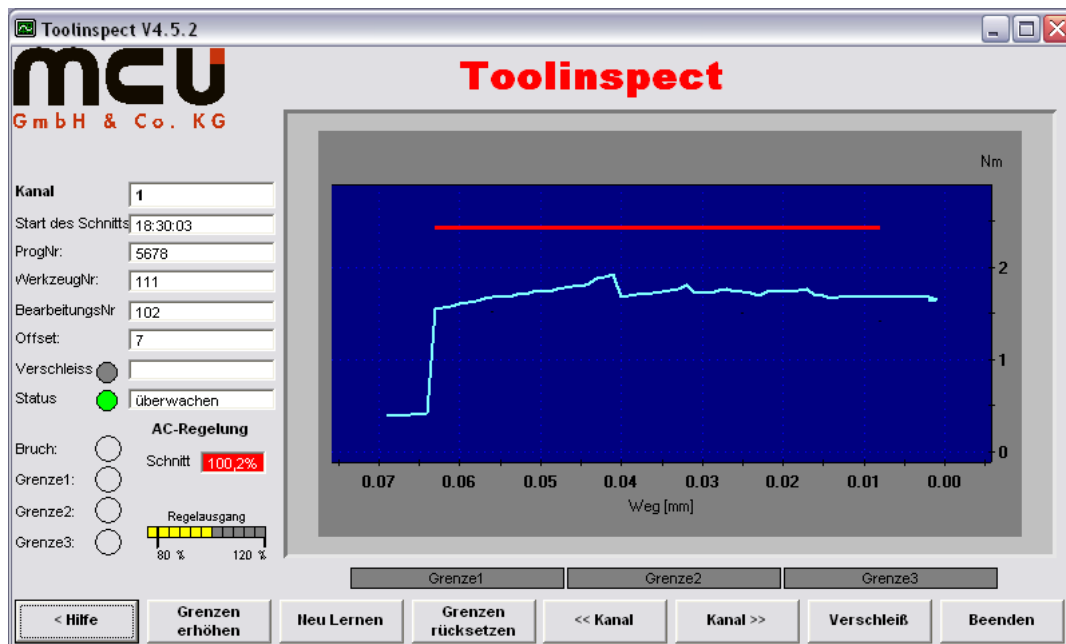 Toolinspect V4.5.2
mcu
GmbH & Co. KG
Toolinspect
Kanal 1
Start des Schnitts 18:30:03
ProgNr: 5678
WerkzeugNr: 111
BearbeitungsNr 102
Offset: 7
Verschleiss
Status überwachen
AC-Regelung
Bruch:
Schnitt 100,2%
Grenze1:
Grenze2:
Regelausgang
Grenze3:
80 % 120 %
Nm
2
1
0
0.07 0.06 0.05 0.04 0.03 0.02 0.01 0.00
Weg [mm]
Grenze1 Grenze2 Grenze3
< Hilfe
Grenzen
erhöhen
Neu Lernen
Grenzen
rücksetzen
<< Kanal
Kanal >>
Verschleiß
Beenden